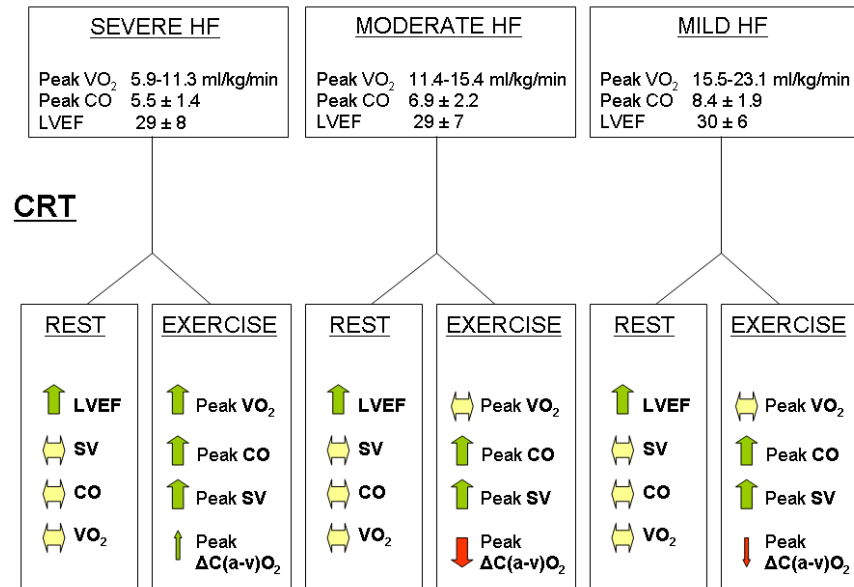 SEVERE HF
Peak VO₂ 5.9-11.3 ml/kg/min
Peak CO 5.5 ± 1.4
LVEF 29 ± 8
MODERATE HF
Peak VO₂ 11.4-15.4 ml/kg/min
Peak CO 6.9 ± 2.2
LVEF 29 ± 7
MILD HF
Peak VO₂ 15.5-23.1 ml/kg/min
Peak CO 8.4 ± 1.9
LVEF 30 ± 6
CRT
REST
LVEF
SV
CO
VO₂
EXERCISE
Peak VO₂
Peak CO
Peak SV
Peak
ΔC(a-v)O₂
REST
LVEF
SV
CO
VO₂
EXERCISE
Peak VO₂
Peak CO
Peak SV
Peak
ΔC(a-v)O₂
REST
LVEF
SV
CO
VO₂
EXERCISE
Peak VO₂
Peak CO
Peak SV
Peak
ΔC(a-v)O₂